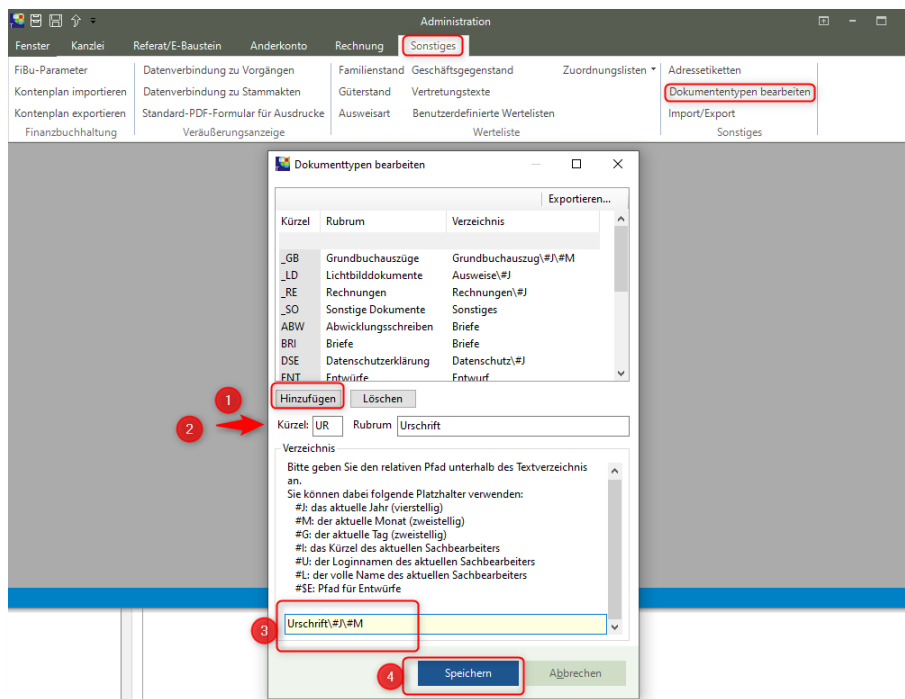 Administration
Fenster Kanzlei Referat/E-Baustein Anderkonto Rechnung Sonstiges
FiBu-Parameter Datenverbindung zu Vorgängen Familienstand Geschäftsgegenstand Zuordnungslisten Adressetiketten
Kontenplan importieren Datenverbindung zu Stammakten Güterstand Vertretungstexte Dokumententypen bearbeiten
Kontenplan exportieren Standard-PDF-Formular für Ausdrucke Ausweisart Benutzerdefinierte Wertelisten Import/Export
Finanzbuchhaltung Veräußerungsanzeige Werteliste Sonstiges
Dokumenttypen bearbeiten
Exportieren...
Kürzel Rubrum Verzeichnis
_GB Grundbuchauszüge Grundbuchauszug\#J\#M
_LD Lichtbilddokumente Ausweise\#J
_RE Rechnungen Rechnungen\#J
_SO Sonstige Dokumente Sonstiges
ABW Abwicklungsschreiben Briefe
BRI Briefe Briefe
DSE Datenschutzerklärung Datenschutz\#J
ENT Entwürfe Entwurf
1 Hinzufügen Löschen
2 Kürzel: UR Rubrum Urschrift
Verzeichnis
Bitte geben Sie den relativen Pfad unterhalb des Textverzeichnis
an.
Sie können dabei folgende Platzhalter verwenden:
#J: das aktuelle Jahr (vierstellig)
#M: der aktuelle Monat (zweistellig)
#G: der aktuelle Tag (zweistellig)
#I: das Kürzel des aktuellen Sachbearbeiters
#U: der Loginnamen des aktuellen Sachbearbeiters
#L: der volle Name des aktuellen Sachbearbeiters
#$E: Pfad für Entwürfe
3 Urschrift\#J\#M
4 Speichern Abbrechen